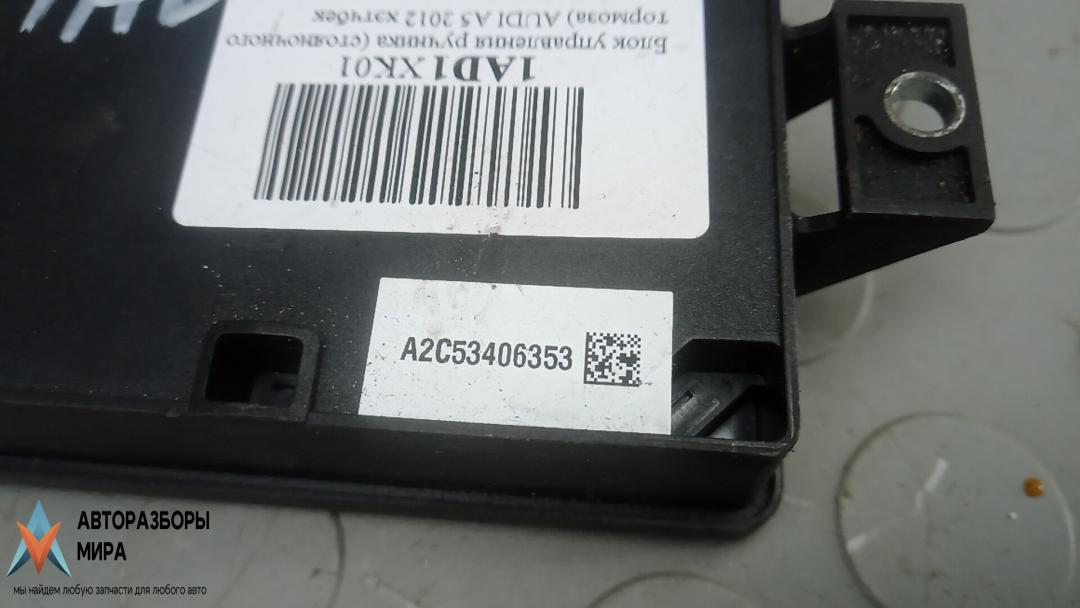 1AD1XK01
Блок управления ручника (стояночного
тормоза) AUDI A5 2012 хэтчбек
A2C53406353
АВТОРАЗБОРЫ
МИРА
мы найдем любую запчасти для любого авто